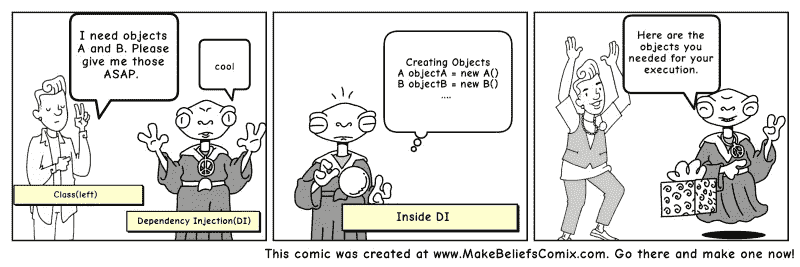 I need objects
A and B. Please
give me those
ASAP.
cool
Class(left)
Dependency Injection(DI)
Creating Objects
A objectA = new A()
B objectB = new B()
....
Inside DI
Here are the
objects you
needed for your
execution.
This comic was created at www.MakeBeliefsComix.com. Go there and make one now!